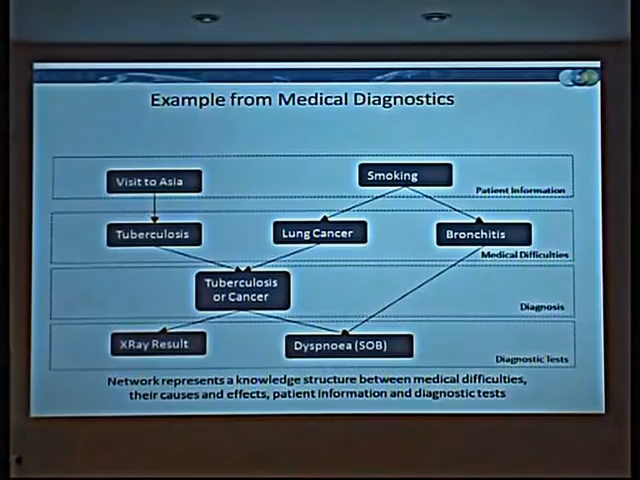 Example from Medical Diagnostics
Visit to Asia
Smoking
Patient Information
Tuberculosis
Lung Cancer
Bronchitis
Medical Difficulties
Tuberculosis
or Cancer
Diagnosis
XRay Result
Dyspnoea (SOB)
Diagnostic Tests
Network represents a knowledge structure between medical difficulties,
their causes and effects, patient information and diagnostic tests